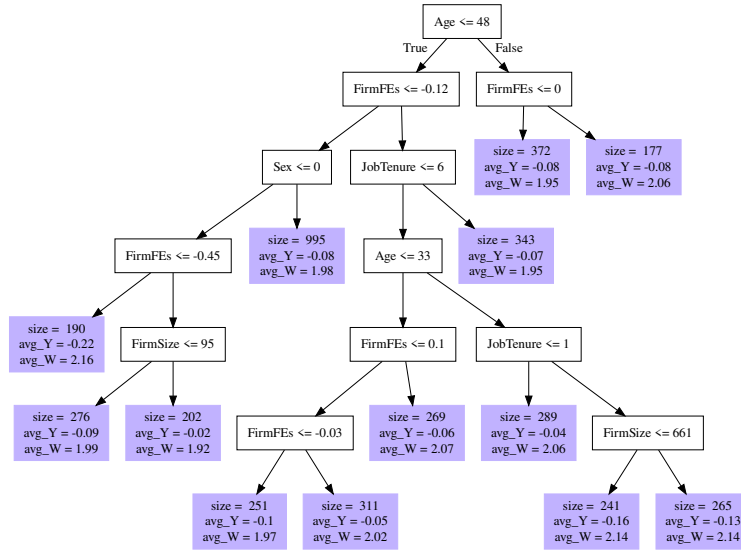 Age <= 48
True
False
FirmFEs <= -0.12
FirmFEs <= 0
Sex <= 0
JobTenure <= 6
size = 372
avg_Y = -0.08
avg_W = 1.95
size = 177
avg_Y = -0.08
avg_W = 2.06
FirmFEs <= -0.45
size = 995
avg_Y = -0.08
avg_W = 1.98
Age <= 33
size = 343
avg_Y = -0.07
avg_W = 1.95
size = 190
avg_Y = -0.22
avg_W = 2.16
FirmSize <= 95
FirmFEs <= 0.1
JobTenure <= 1
size = 276
avg_Y = -0.09
avg_W = 1.99
size = 202
avg_Y = -0.02
avg_W = 1.92
FirmFEs <= -0.03
size = 269
avg_Y = -0.06
avg_W = 2.07
size = 289
avg_Y = -0.04
avg_W = 2.06
FirmSize <= 661
size = 251
avg_Y = -0.1
avg_W = 1.97
size = 311
avg_Y = -0.05
avg_W = 2.02
size = 241
avg_Y = -0.16
avg_W = 2.14
size = 265
avg_Y = -0.13
avg_W = 2.14